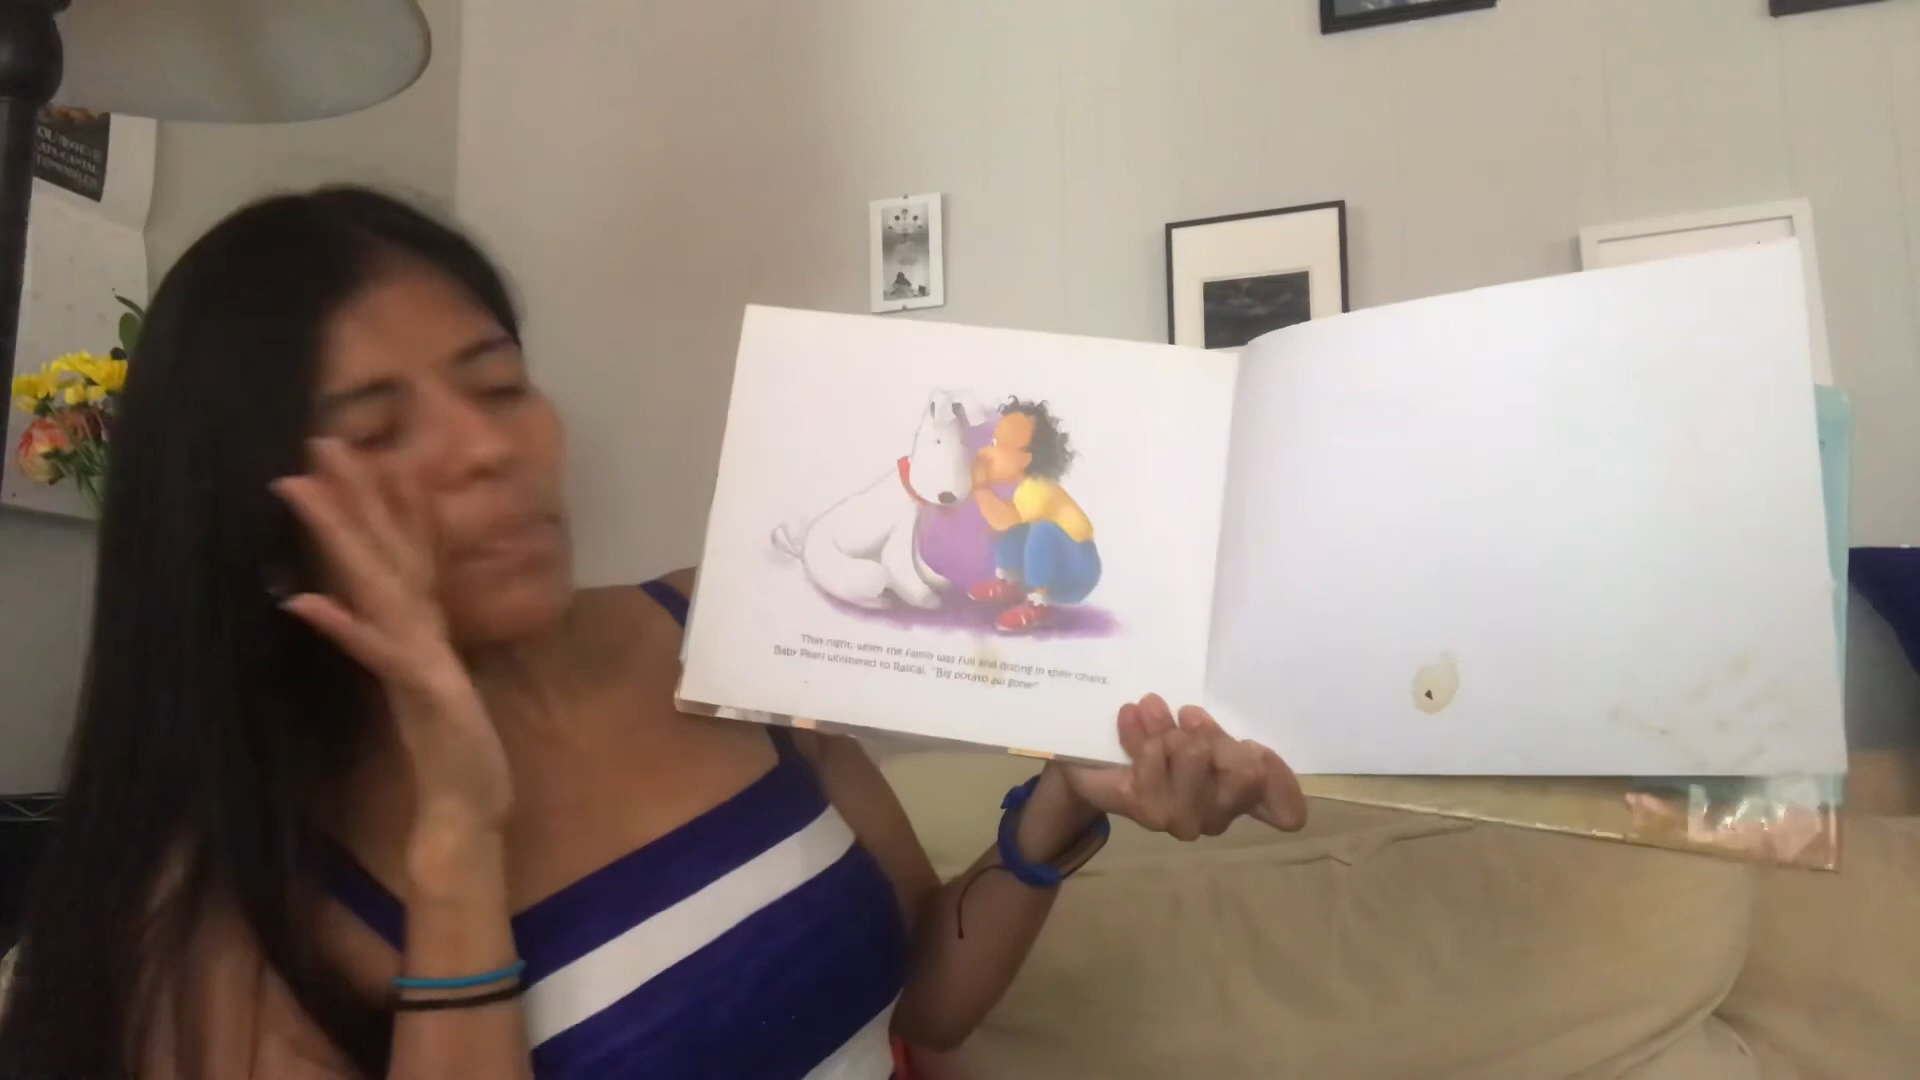 That night, when the family was full and dozing in their chairs,
Baby Pearl whispered to Rascal, "Big potato aw gone!"